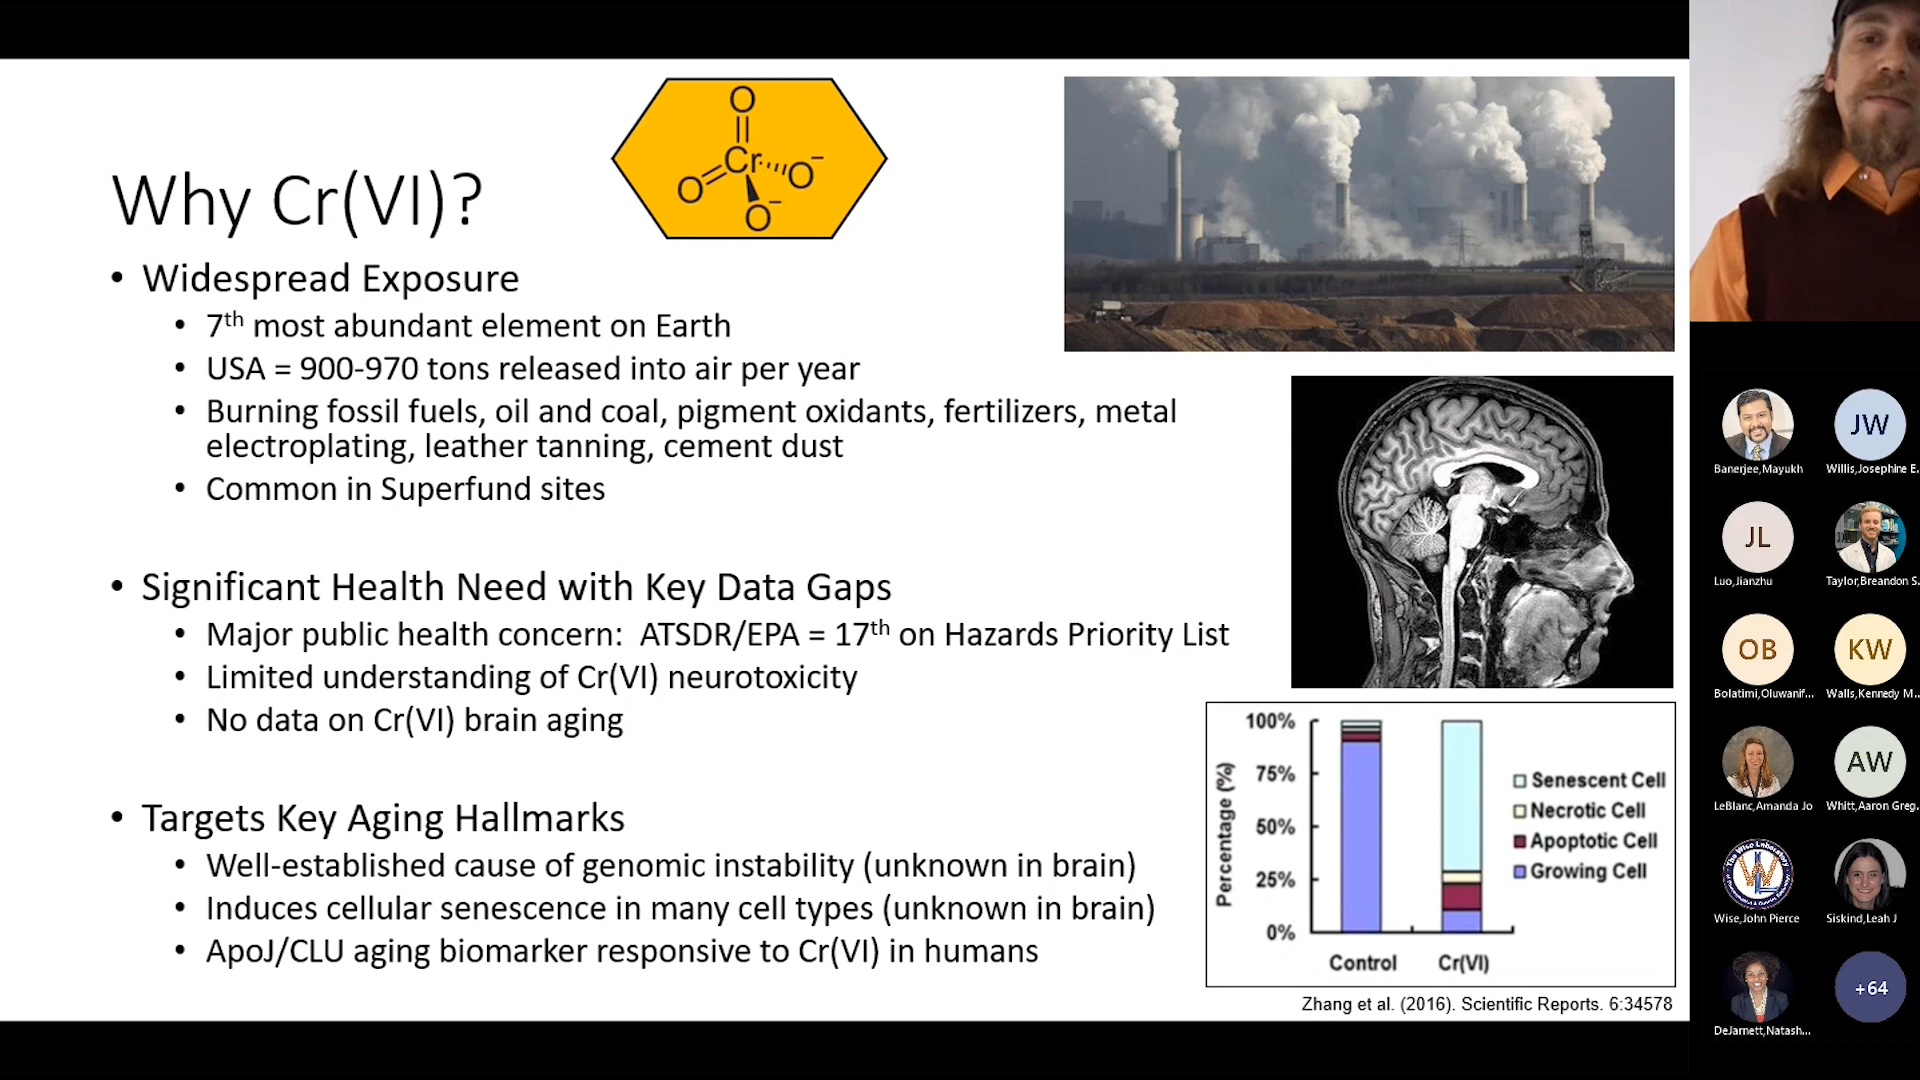 Why Cr(VI)?
O
O Cr O⁻
O⁻
• Widespread Exposure
• 7th most abundant element on Earth
• USA = 900-970 tons released into air per year
• Burning fossil fuels, oil and coal, pigment oxidants, fertilizers, metal
electroplating, leather tanning, cement dust
• Common in Superfund sites
• Significant Health Need with Key Data Gaps
• Major public health concern: ATSDR/EPA = 17th on Hazards Priority List
• Limited understanding of Cr(VI) neurotoxicity
• No data on Cr(VI) brain aging
• Targets Key Aging Hallmarks
• Well-established cause of genomic instability (unknown in brain)
• Induces cellular senescence in many cell types (unknown in brain)
• ApoJ/CLU aging biomarker responsive to Cr(VI) in humans
Percentage (%)
100%
75%
50%
25%
0%
Control Cr(VI)
Senescent Cell
Necrotic Cell
Apoptotic Cell
Growing Cell
Zhang et al. (2016). Scientific Reports. 6:34578
JW
Banerjee,Mayukh Willis,Josephine E.
JL
Luo,Jianzhu Taylor,Breandon S.
OB KW
Bolatimi,Oluwanif... Walls,Kennedy M...
AW
LeBlanc,Amanda Jo Whitt,Aaron Greg.
The Wise Laboratory
WL
Wise,John Pierce Siskind,Leah J
+64
DeJarnett,Natash...